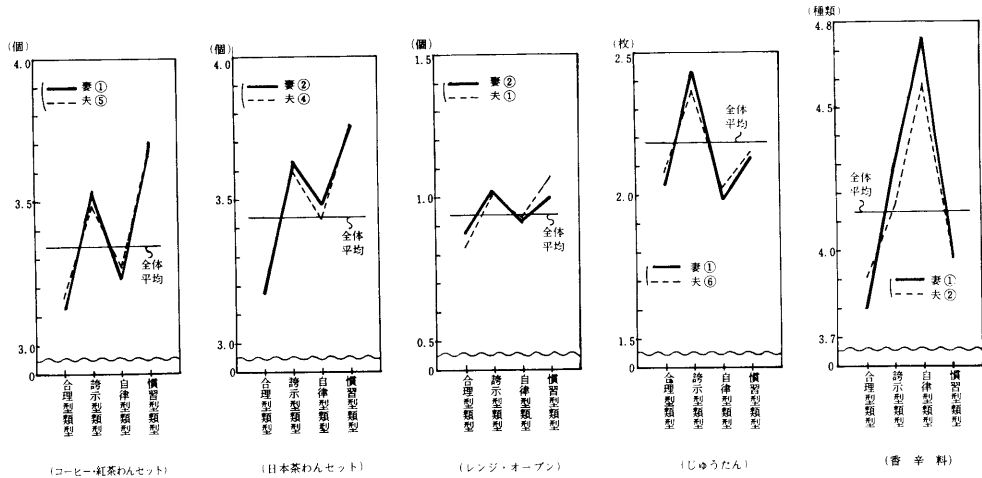 (個)
4.0
妻①
夫⑤
3.5
全体
平均
3.0
0
合理型類型
誇示型類型
自律型類型
慣習型類型
(コーヒー・紅茶わんセット)
(個)
4.0
妻②
夫④
3.5
全体
平均
3.0
0
合理型類型
誇示型類型
自律型類型
慣習型類型
(日本茶わんセット)
(個)
1.5
妻②
夫①
1.0
全体
平均
0.5
0
合理型類型
誇示型類型
自律型類型
慣習型類型
(レンジ・オーブン)
(枚)
2.5
全体
平均
2.0
妻①
夫⑥
1.5
0
合理型類型
誇示型類型
自律型類型
慣習型類型
(じゅうたん)
(種類)
4.8
4.5
全体
平均
4.0
妻①
夫②
3.7
0
合理型類型
誇示型類型
自律型類型
慣習型類型
(香辛料)